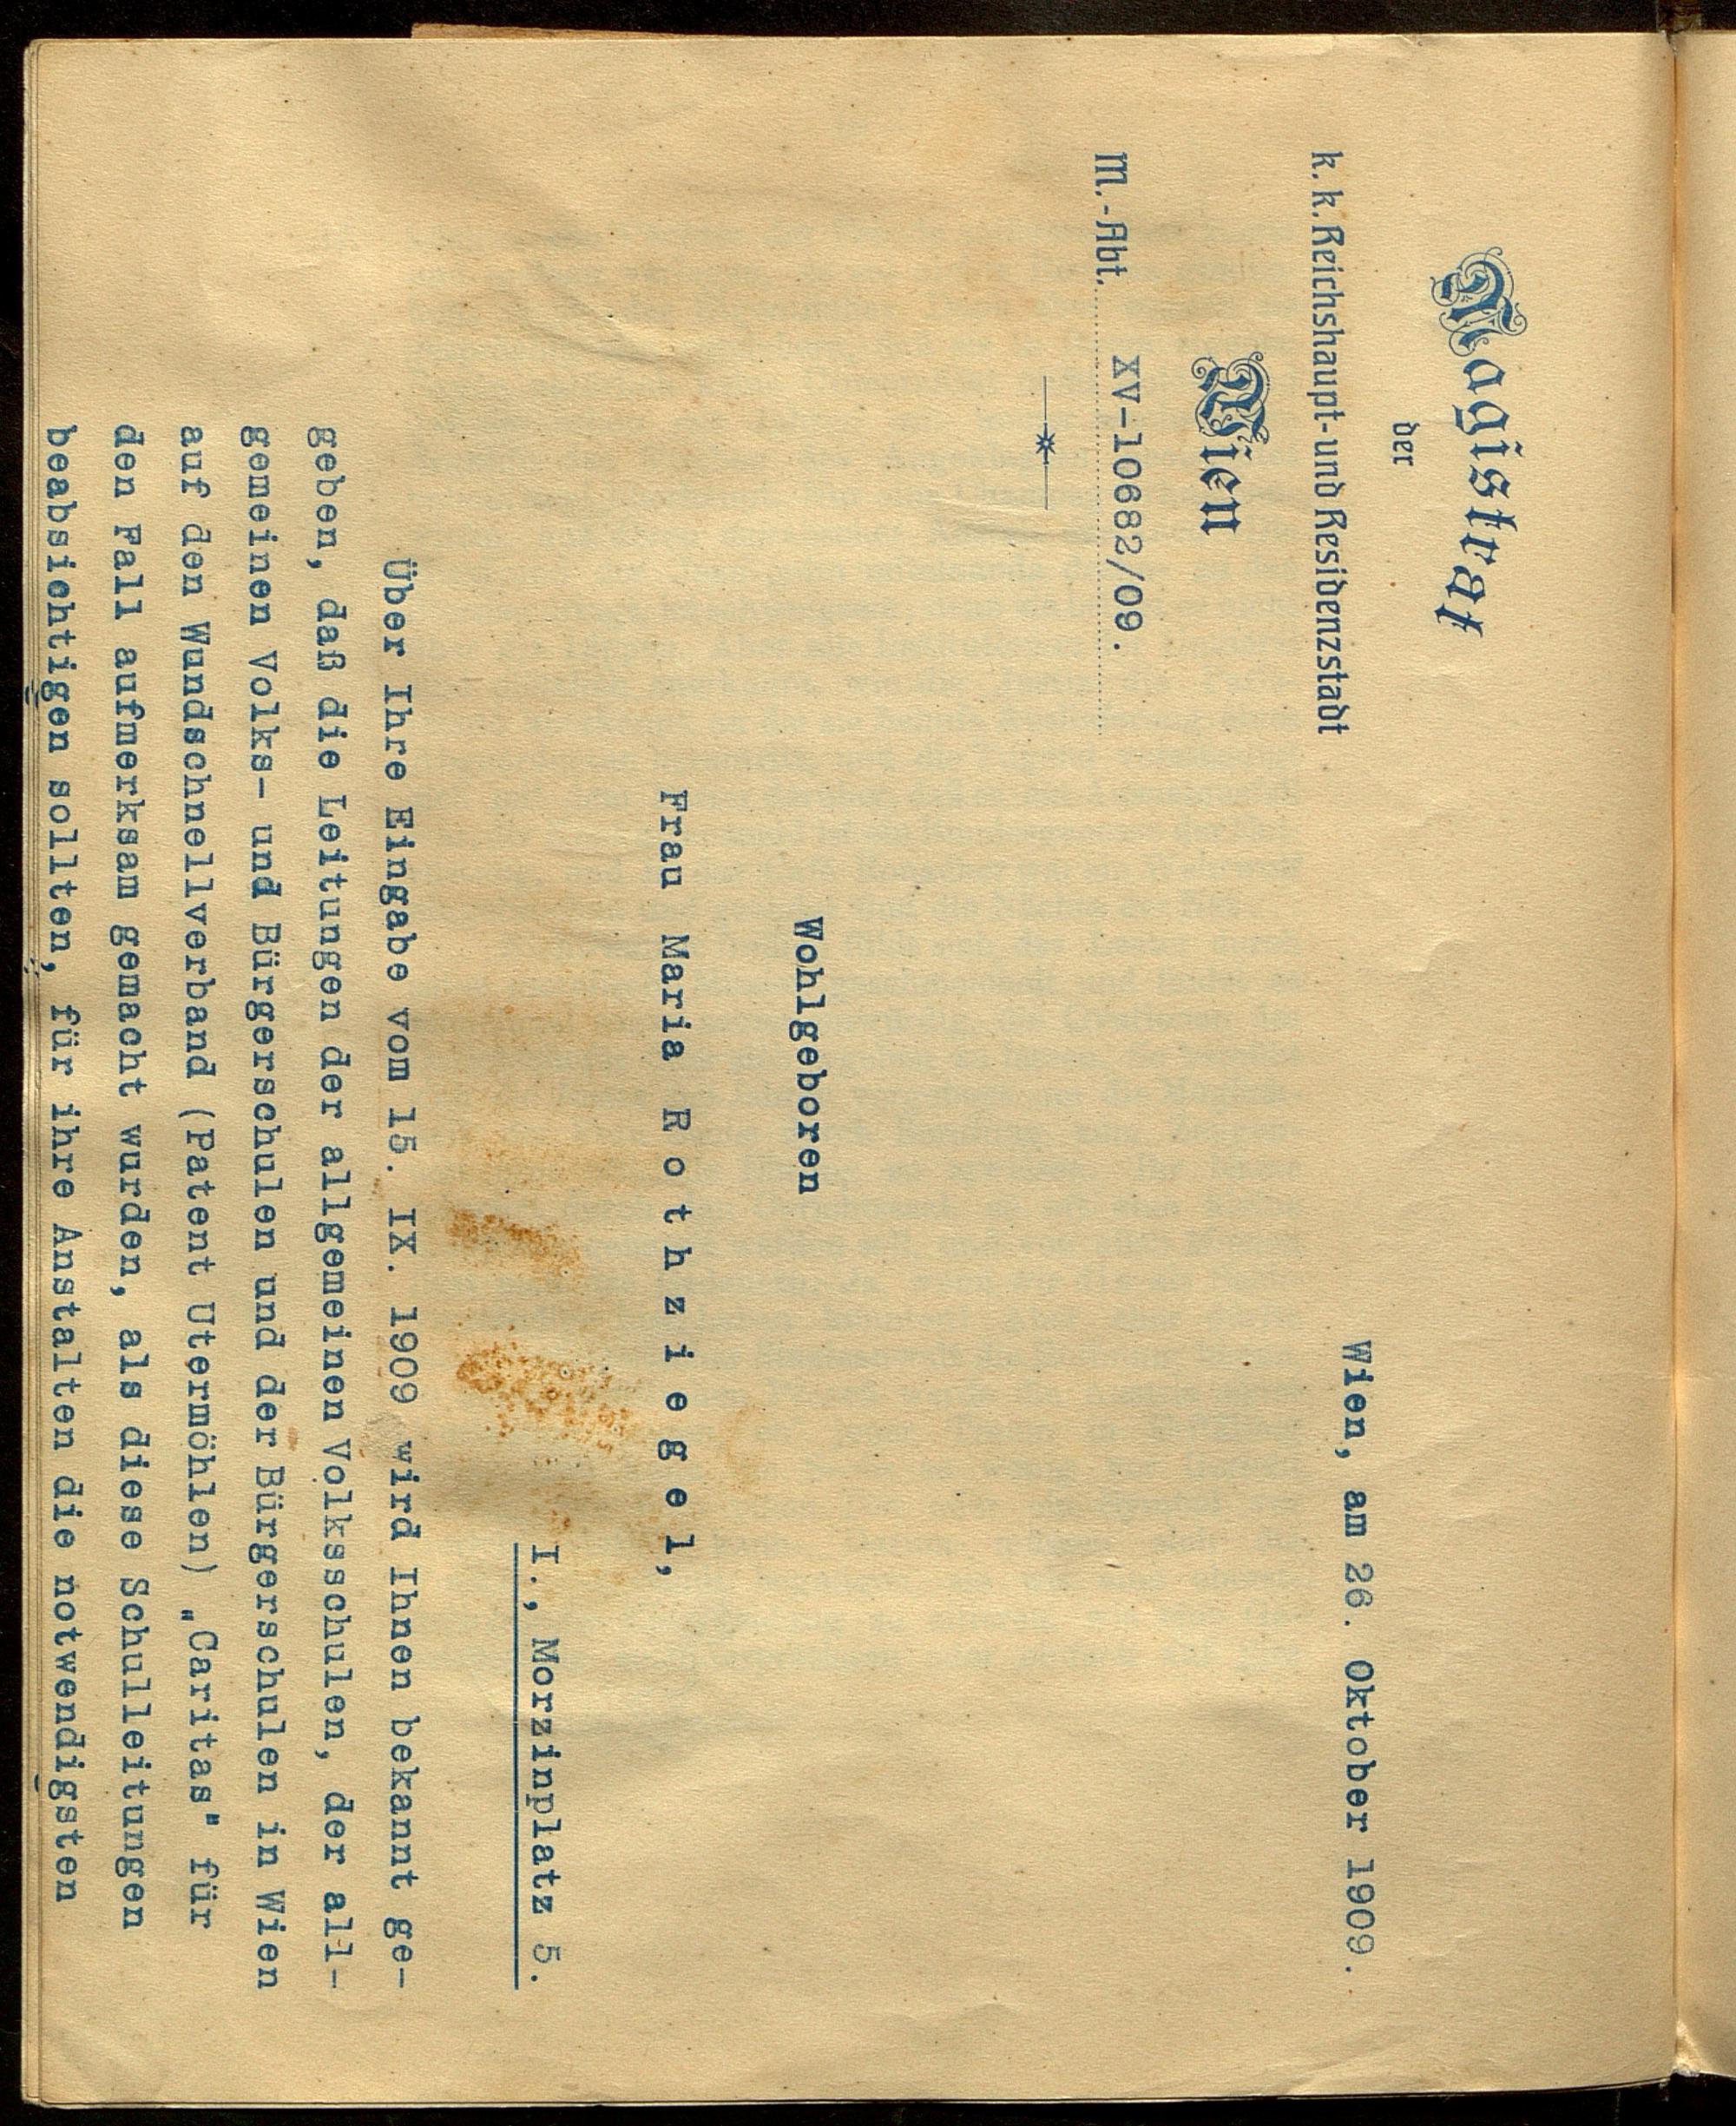 Magistrat
der
k. k. Reichshaupt- und Residenzstadt
Wien
M.-Abt. XV-10682/09.
Wien, am 26. Oktober 1909.
Wohlgeboren
Frau Maria Rothziegel,
I., Morzinplatz 5.
Über Ihre Eingabe vom 15. IX. 1909 wird Ihnen bekannt ge-
geben, daß die Leitungen der allgemeinen Volksschulen, der all-
gemeinen Volks- und Bürgerschulen und der Bürgerschulen in Wien
auf den Wundschnellverband (Patent Utermöhlen) „Caritas" für
den Fall aufmerksam gemacht wurden, als diese Schulleitungen
beabsichtigen sollten, für ihre Anstalten die notwendigsten